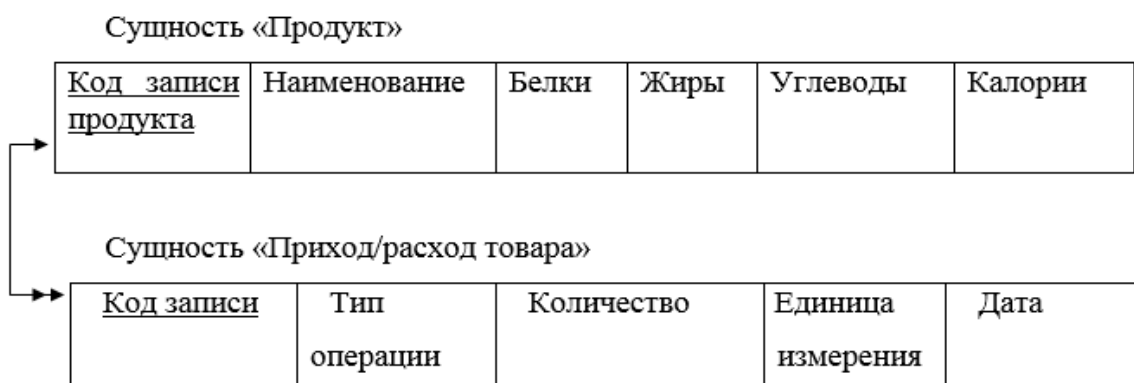 Сущность «Продукт»
Код записи продукта Наименование Белки Жиры Углеводы Калории
Сущность «Приход/расход товара»
Код записи Тип операции Количество Единица измерения Дата